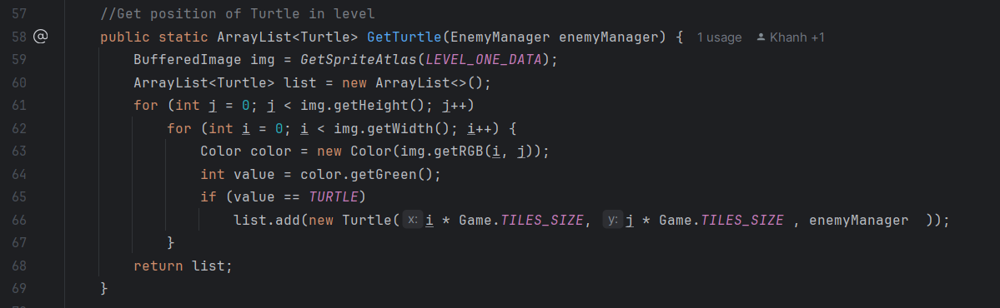 57 //Get position of Turtle in level
58 @ public static ArrayList<Turtle> GetTurtle(EnemyManager enemyManager) { 1 usage Khanh +1
59 BufferedImage img = GetSpriteAtlas(LEVEL_ONE_DATA);
60 ArrayList<Turtle> list = new ArrayList<>();
61 for (int j = 0; j < img.getHeight(); j++)
62 for (int i = 0; i < img.getWidth(); i++) {
63 Color color = new Color(img.getRGB(i, j));
64 int value = color.getGreen();
65 if (value == TURTLE)
66 list.add(new Turtle( x: i * Game.TILES_SIZE, y: j * Game.TILES_SIZE , enemyManager ));
67 }
68 return list;
69 }